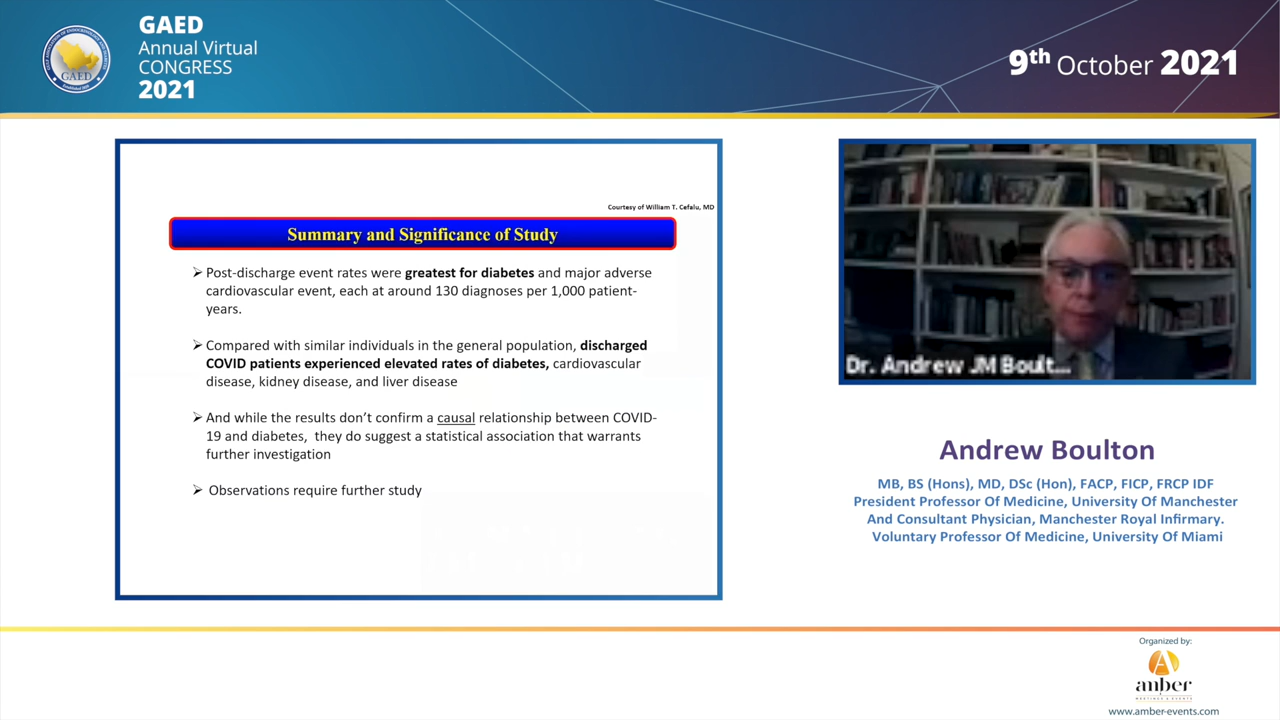 GAED
Annual Virtual
CONGRESS
2021
GAED
9th October 2021
Courtesy of William T. Cefalu, MD
Summary and Significance of Study
➢ Post-discharge event rates were greatest for diabetes and major adverse
cardiovascular event, each at around 130 diagnoses per 1,000 patient-
years.
➢ Compared with similar individuals in the general population, discharged
COVID patients experienced elevated rates of diabetes, cardiovascular
disease, kidney disease, and liver disease
➢ And while the results don’t confirm a causal relationship between COVID-
19 and diabetes, they do suggest a statistical association that warrants
further investigation
➢ Observations require further study
Dr. Andrew JM Boult...
Andrew Boulton
MB, BS (Hons), MD, DSc (Hon), FACP, FICP, FRCP IDF
President Professor Of Medicine, University Of Manchester
And Consultant Physician, Manchester Royal Infirmary.
Voluntary Professor Of Medicine, University Of Miami
Organized by:
anber
www.amber-events.com